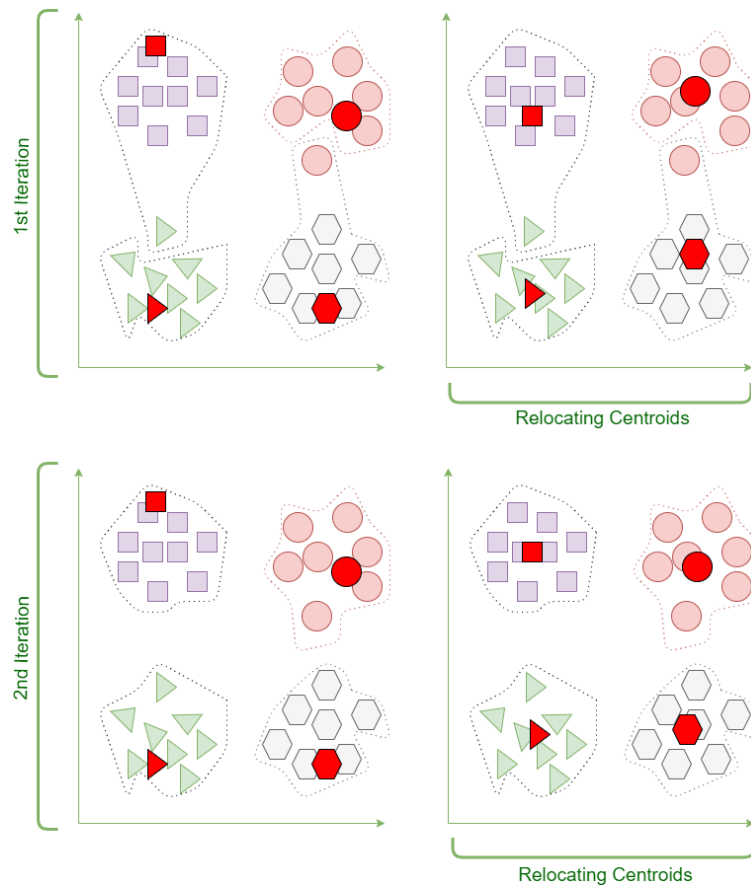 1st Iteration
Relocating Centroids
2nd Iteration
Relocating Centroids